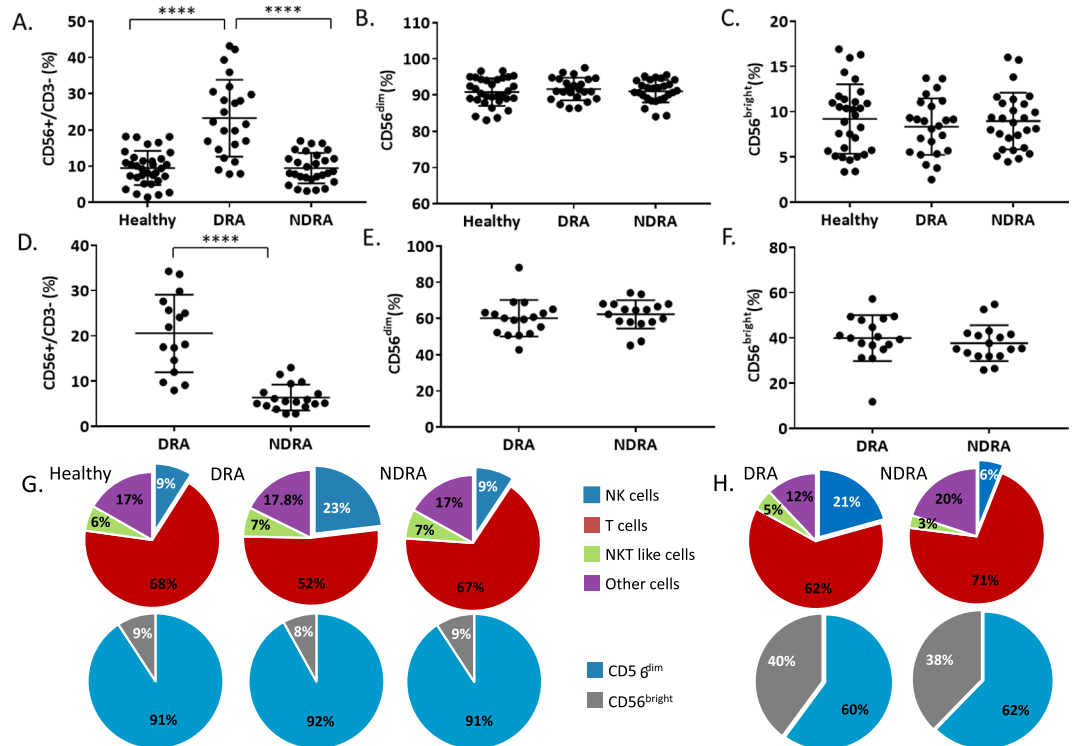 A.
CD56+/CD3- (%)
50
40
30
20
10
0
****
****
Healthy
DRA
NDRA
B.
CD56dim(%)
110
100
90
80
70
60
Healthy
DRA
NDRA
C.
CD56bright(%)
20
15
10
5
0
Healthy
DRA
NDRA
D.
CD56+/CD3- (%)
40
30
20
10
0
****
DRA
NDRA
E.
CD56dim(%)
100
80
60
40
20
0
DRA
NDRA
F.
CD56bright(%)
80
60
40
20
0
DRA
NDRA
G.
Healthy
9%
17%
6%
68%
DRA
23%
17.8%
7%
52%
NDRA
9%
17%
7%
67%
NK cells
T cells
NKT like cells
Other cells
9%
91%
8%
92%
9%
91%
CD5 6dim
CD56bright
H.
DRA
21%
12%
5%
62%
NDRA
6%
20%
3%
71%
40%
60%
38%
62%